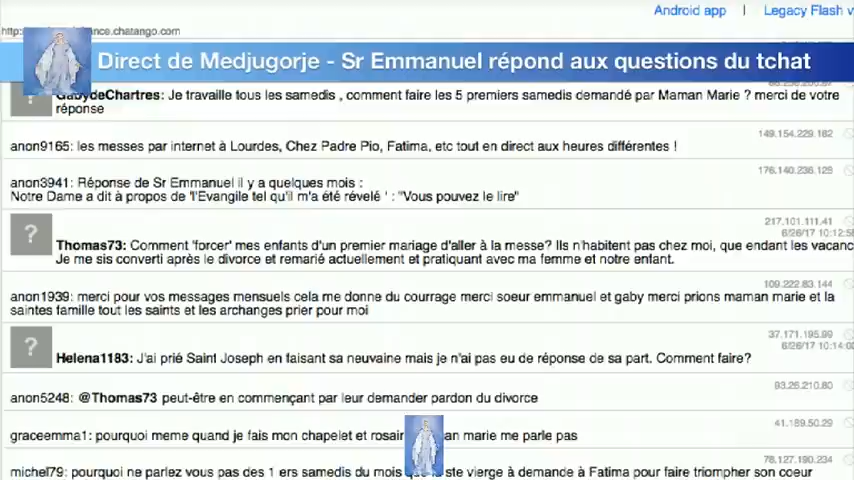 Android app | Legacy Flash v
chatango.com
Direct de Medjugorje - Sr Emmanuel répond aux questions du tchat
GabydeChartres: Je travaille tous les samedis , comment faire les 5 premiers samedis demandé par Maman Marie ? merci de votre
réponse
149.154.229.182
anon9165: les messes par internet à Lourdes, Chez Padre Pio, Fatima, etc tout en direct aux heures différentes !
176.140.236.128
anon3941: Réponse de Sr Emmanuel il y a quelques mois :
Notre Dame a dit à propos de 'l'Evangile tel qu'il m'a été révelé ' : "Vous pouvez le lire"
217.101.111.41
6/26/17 10:12:5
Thomas73: Comment 'forcer' mes enfants d'un premier mariage d'aller à la messe? Ils n'habitent pas chez moi, que endant les vacanc
Je me sis converti après le divorce et remarié actuellement et pratiquant avec ma femme et notre enfant.
109.222.83.144
anon1939: merci pour vos messages mensuels cela me donne du courrage merci soeur emmanuel et gaby merci prions maman marie et la
saintes famille tout les saints et les archanges prier pour moi
37.171.195.99
6/26/17 10:14:0
Helena1183: J'ai prié Saint Joseph en faisant sa neuvaine mais je n'ai pas eu de réponse de sa part. Comment faire?
93.26.210.80
anon5248: @Thomas73 peut-être en commençant par leur demander pardon du divorce
41.189.50.29
graceemma1: pourquoi meme quand je fais mon chapelet et rosair an marie me parle pas
78.127.190.234
michel79: pourquoi ne parlez vous pas des 1 ers samedis du mois ste vierge à demande à Fatima pour faire triompher son coeur